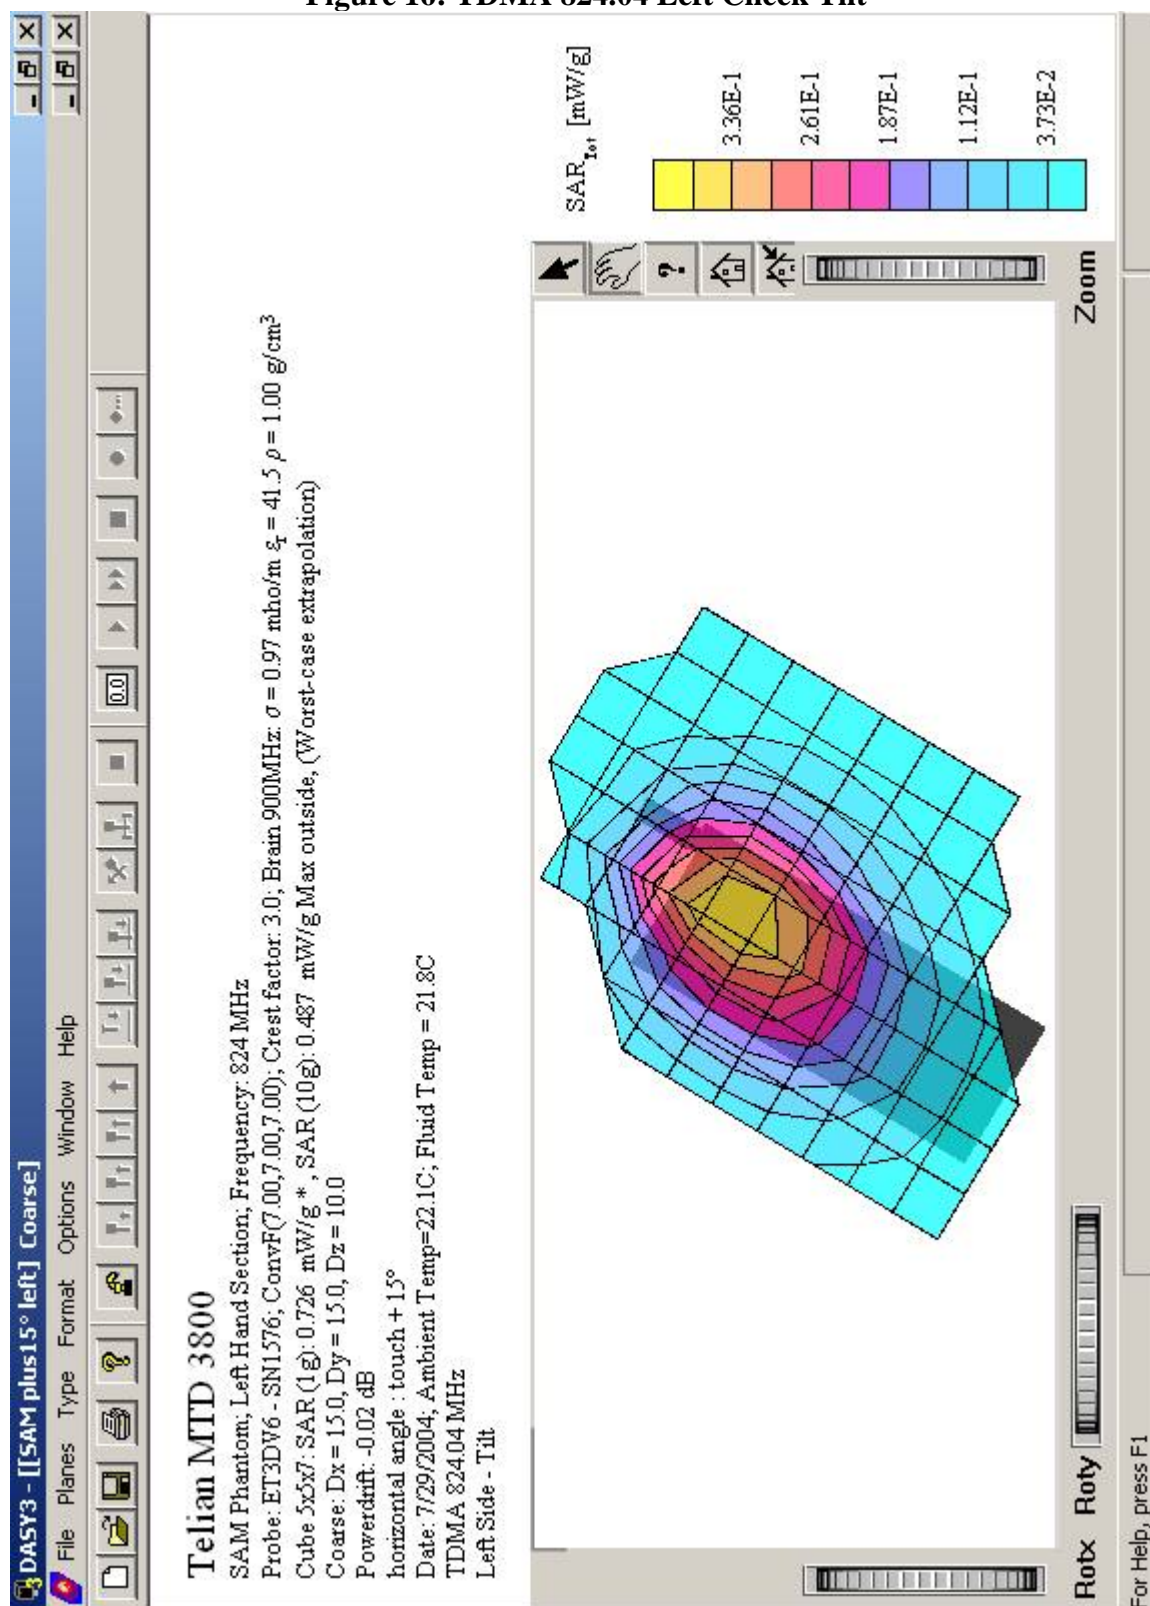 Figure 16: TDMA 824.04 Left Cheek Tilt
DASY3 - [[SAM plus15° left] Coarse]
File Planes Type Format Options Window Help
0.0
Telian MTD 3800
SAM Phantom; Left Hand Section; Frequency: 824 MHz
Probe: ET3DV6 - SN1576; ConvF(7.00,7.00,7.00); Crest factor: 3.0; Brain 900MHz: σ = 0.97 mho/m εr = 41.5 ρ = 1.00 g/cm³
Cube 5x5x7: SAR (1g): 0.726 mW/g *, SAR (10g): 0.487 mW/g Max outside, (Worst-case extrapolation)
Coarse: Dx = 15.0, Dy = 15.0, Dz = 10.0
Powerdrift: -0.02 dB
horizontal angle : touch + 15°
Date: 7/29/2004; Ambient Temp=22.1C; Fluid Temp = 21.8C
TDMA 824.04 MHz
Left Side - Tilt
SARTot [mW/g]
3.36E-1
2.61E-1
1.87E-1
1.12E-1
3.73E-2
Rotx Roty Zoom
For Help, press F1